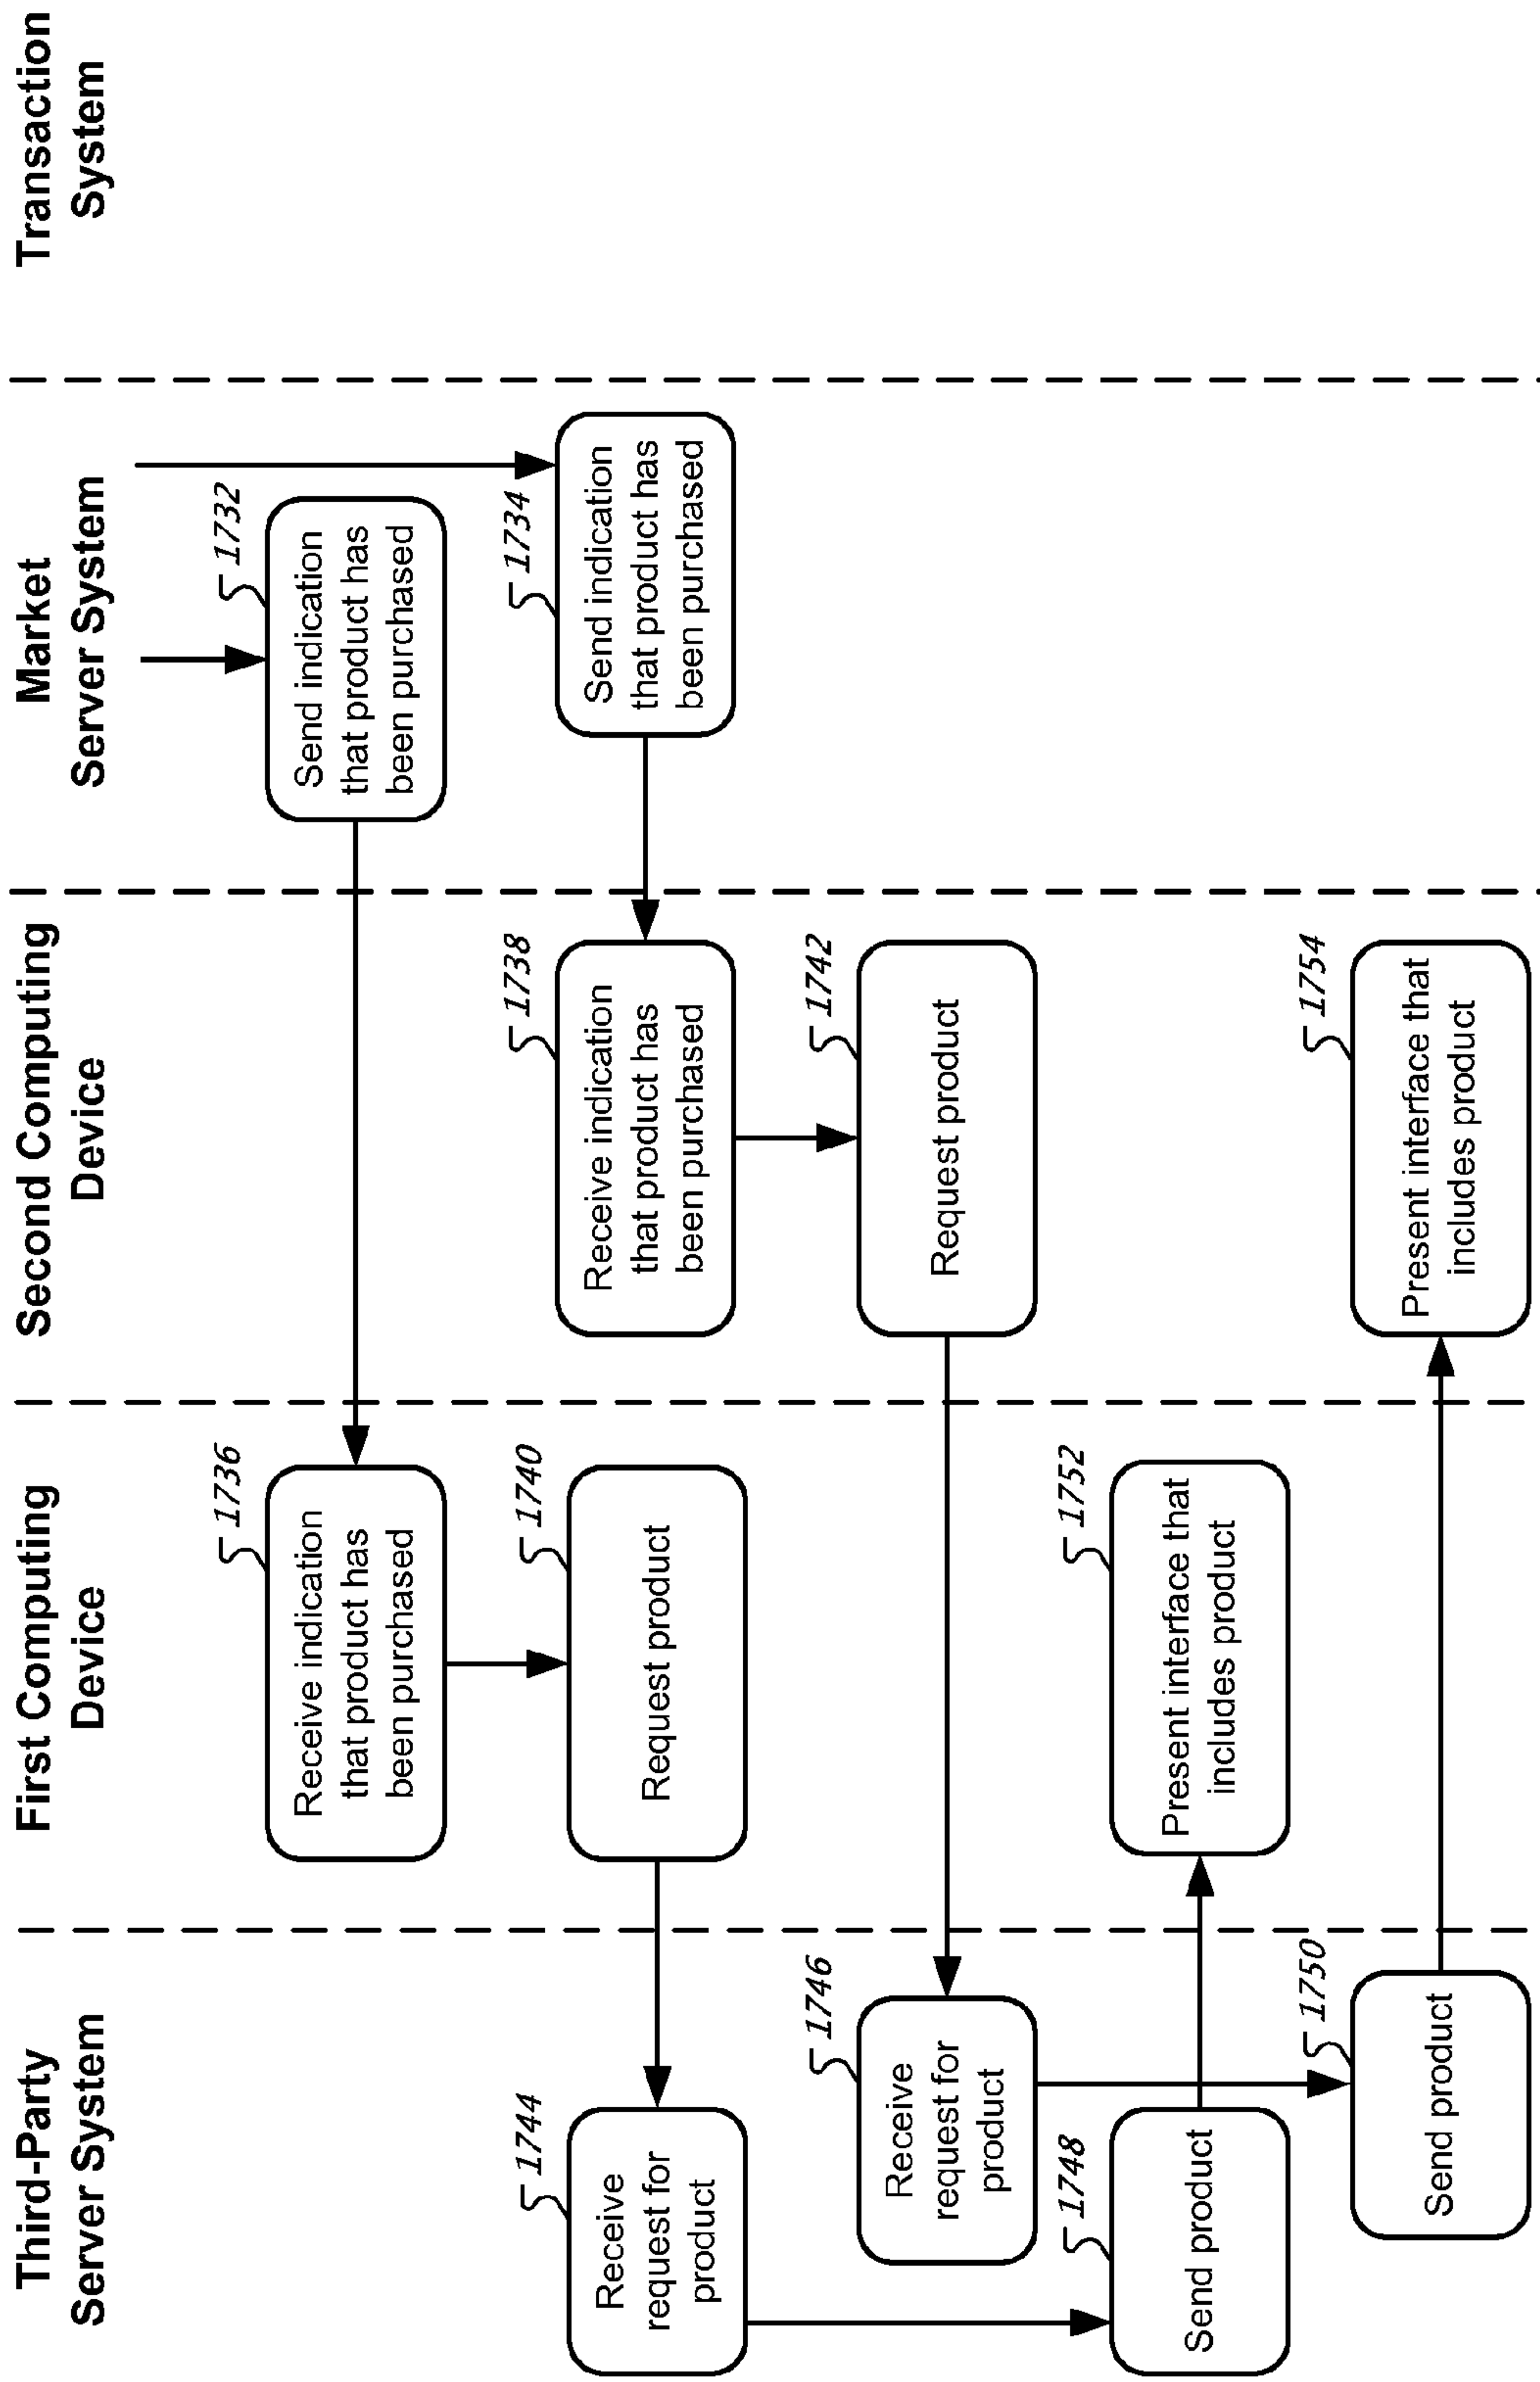 Third-Party
Server System
First Computing
Device
Second Computing
Device
Market
Server System
Transaction
System
1736
Receive indication
that product has
been purchased
1732
Send indication
that product has
been purchased
1744
Receive
request for
product
1740
Request product
1738
Receive indication
that product has
been purchased
1734
Send indication
that product has
been purchased
1746
Receive
request for
product
1742
Request product
1748
Send product
1752
Present interface that
includes product
1750
Send product
1754
Present interface that
includes product